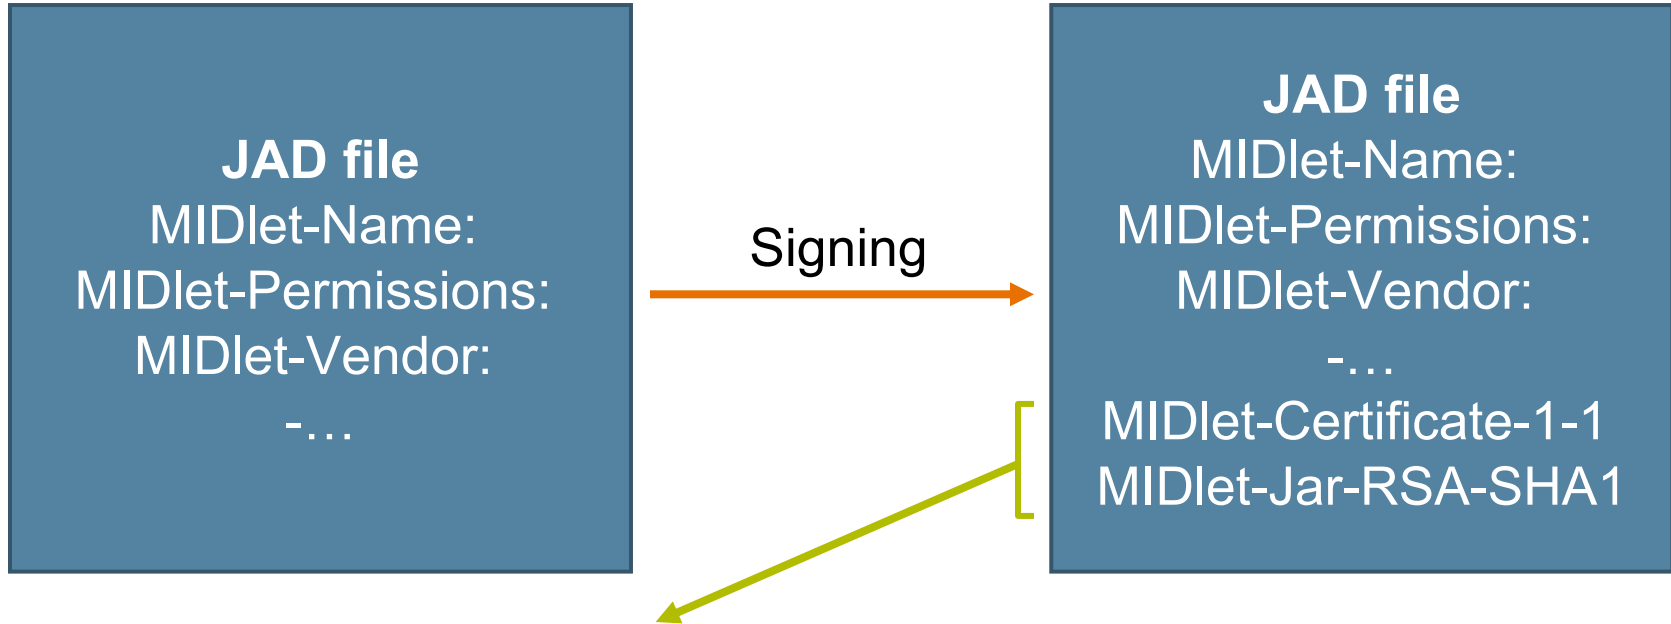 JAD file
MIDlet-Name:
MIDlet-Permissions:
MIDlet-Vendor:
-…
Signing
JAD file
MIDlet-Name:
MIDlet-Permissions:
MIDlet-Vendor:
-…
MIDlet-Certificate-1-1
MIDlet-Jar-RSA-SHA1